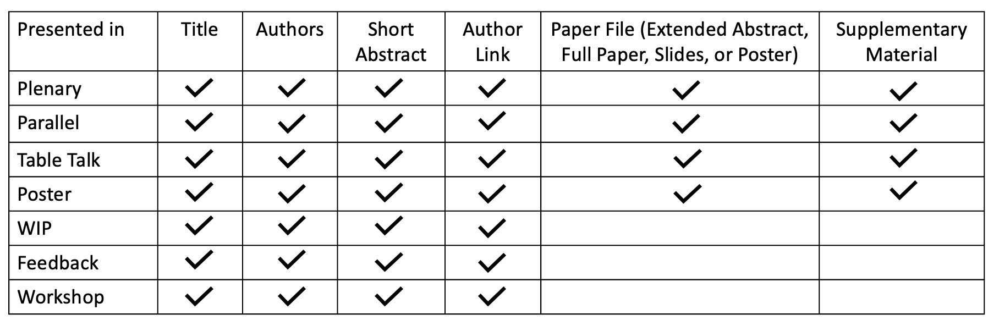 Presented in Title Authors Short Abstract Author Link Paper File (Extended Abstract, Full Paper, Slides, or Poster) Supplementary Material
Plenary ✓ ✓ ✓ ✓ ✓ ✓
Parallel ✓ ✓ ✓ ✓ ✓ ✓
Table Talk ✓ ✓ ✓ ✓ ✓ ✓
Poster ✓ ✓ ✓ ✓ ✓ ✓
WIP ✓ ✓ ✓ ✓
Feedback ✓ ✓ ✓ ✓
Workshop ✓ ✓ ✓ ✓